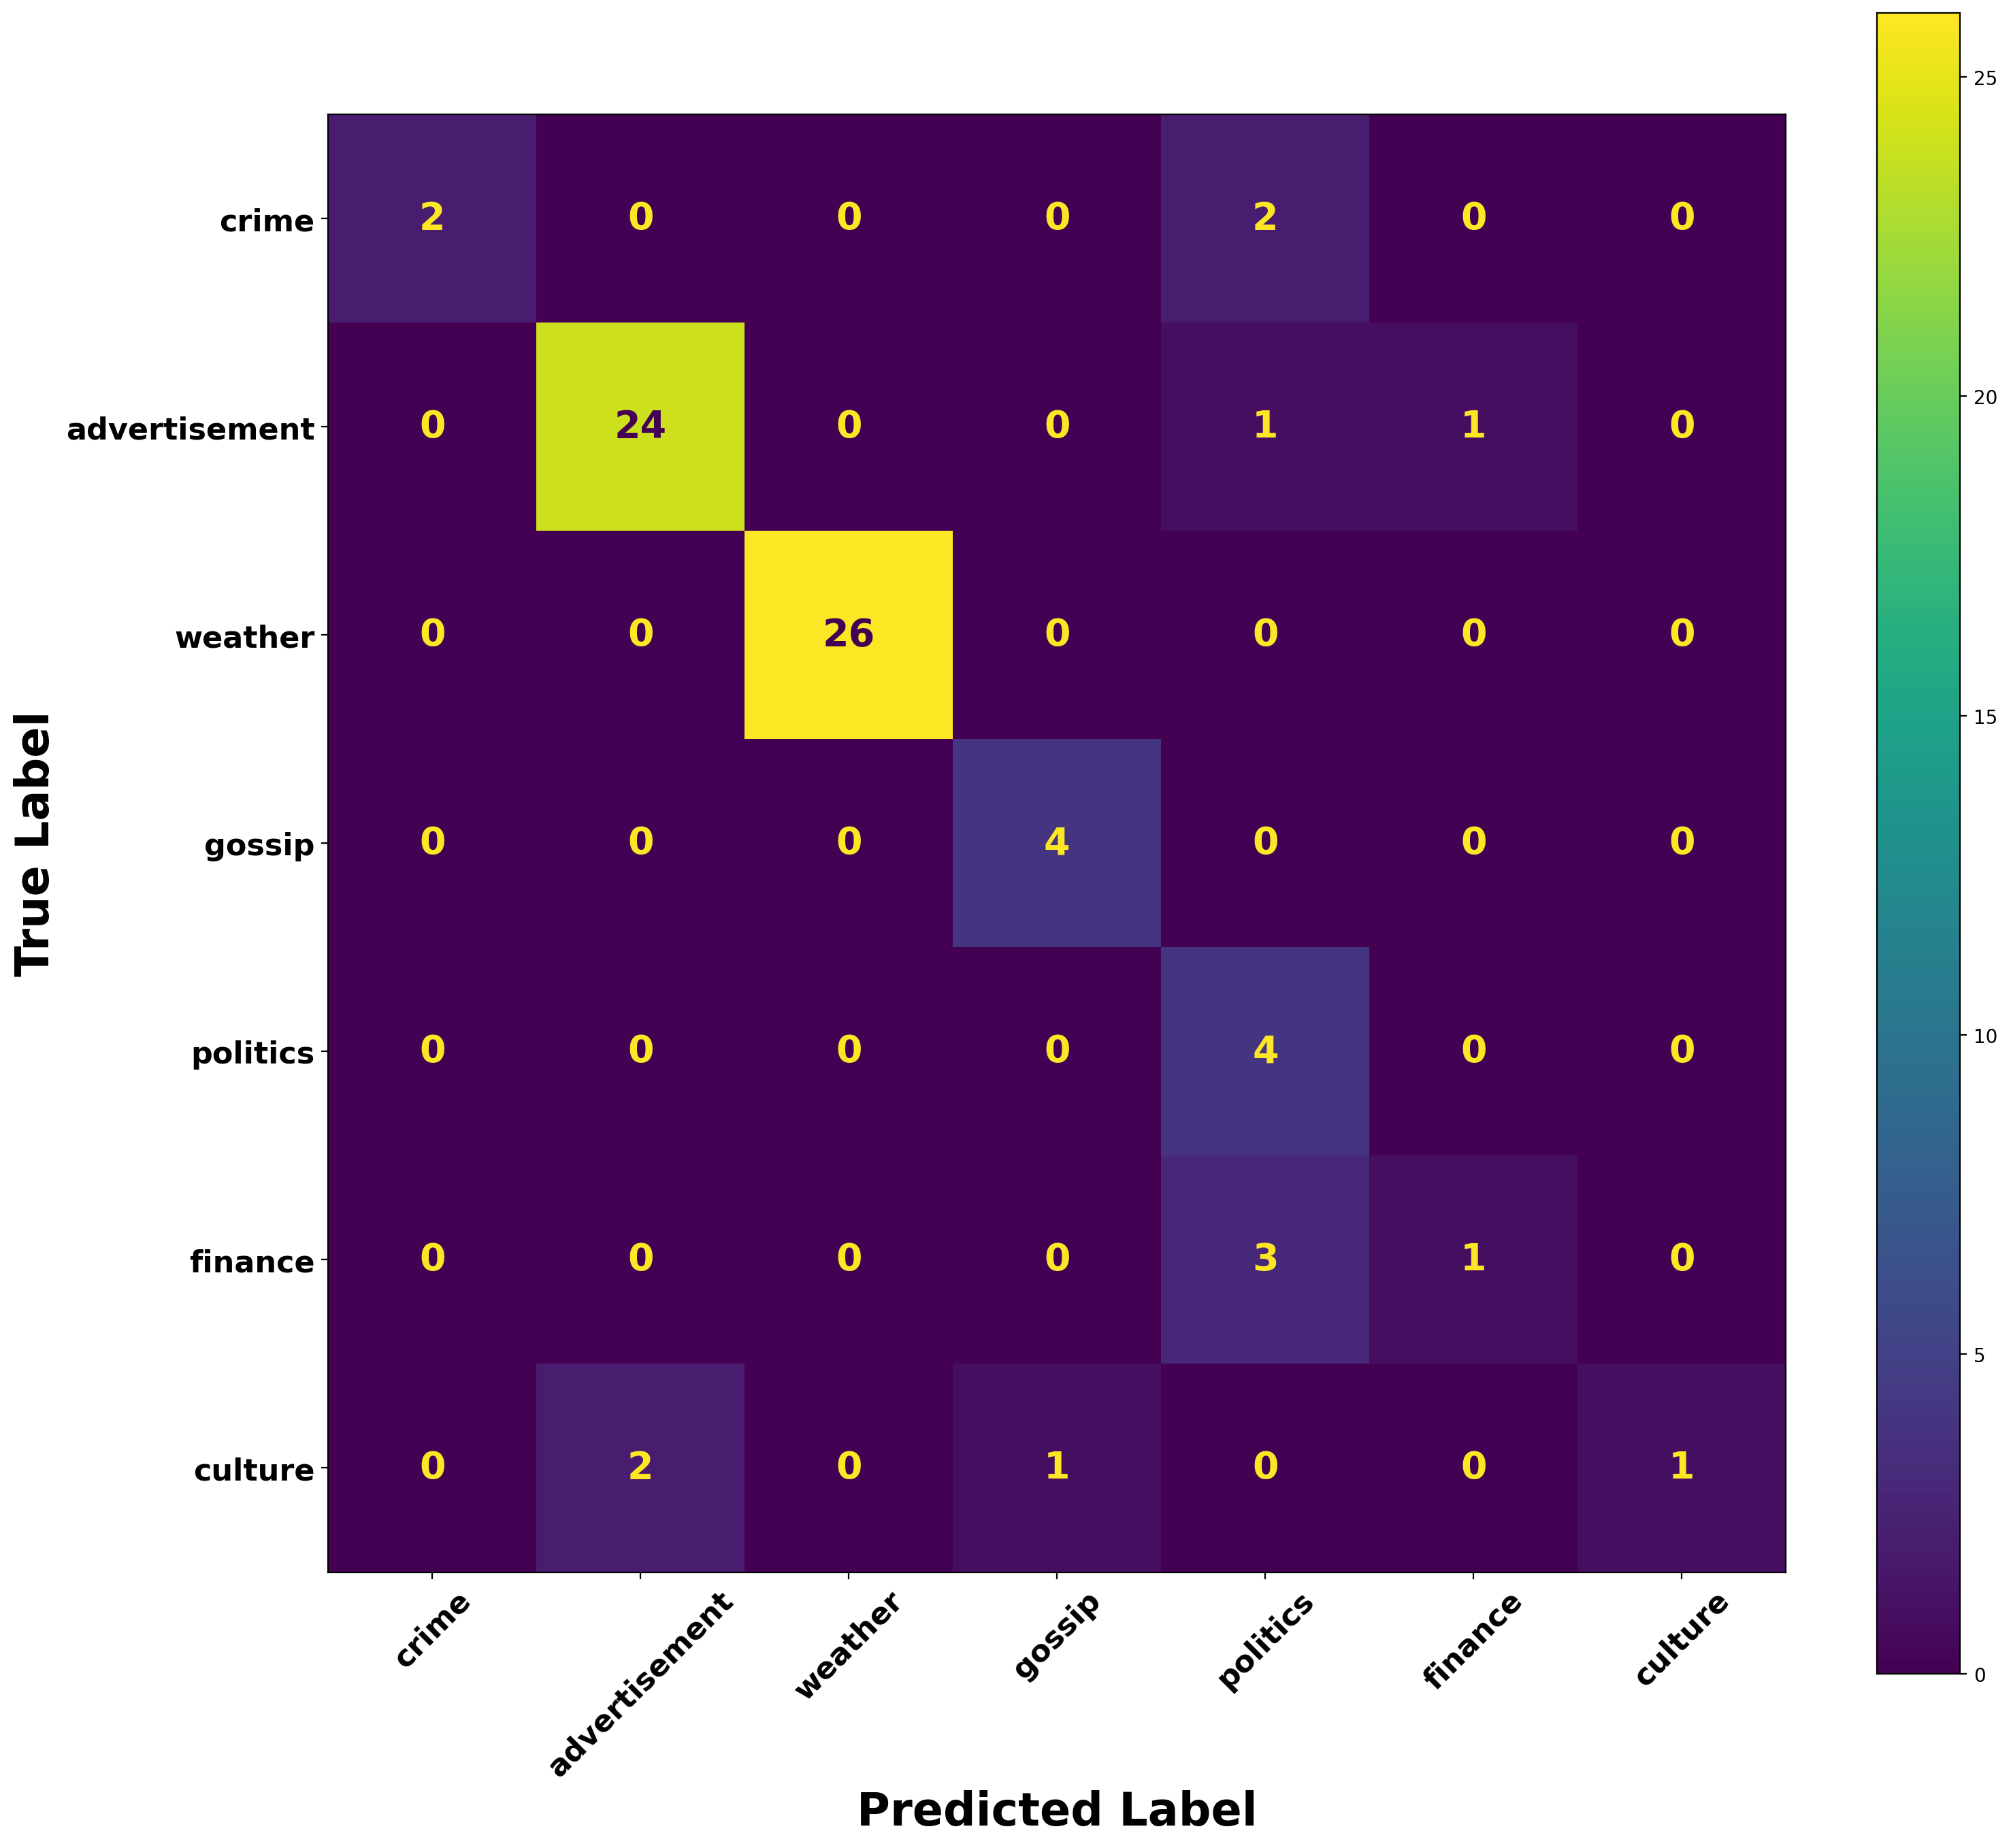 25
crime 2 0 0 0 2 0 0
20
advertisement 0 24 0 0 1 1 0
weather 0 0 26 0 0 0 0
15
True Label
gossip 0 0 0 4 0 0 0
10
politics 0 0 0 0 4 0 0
finance 0 0 0 0 3 1 0
5
culture 0 2 0 1 0 0 1
0
crime advertisement weather gossip politics finance culture
Predicted Label